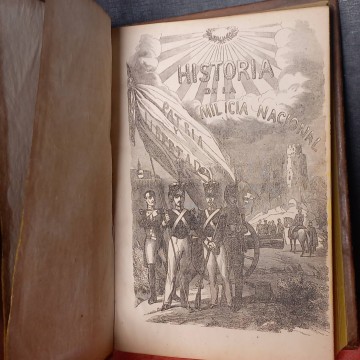 HISTORIA
DE LA
MILICIA NACIONAL
PATRIA
LIBERTAD